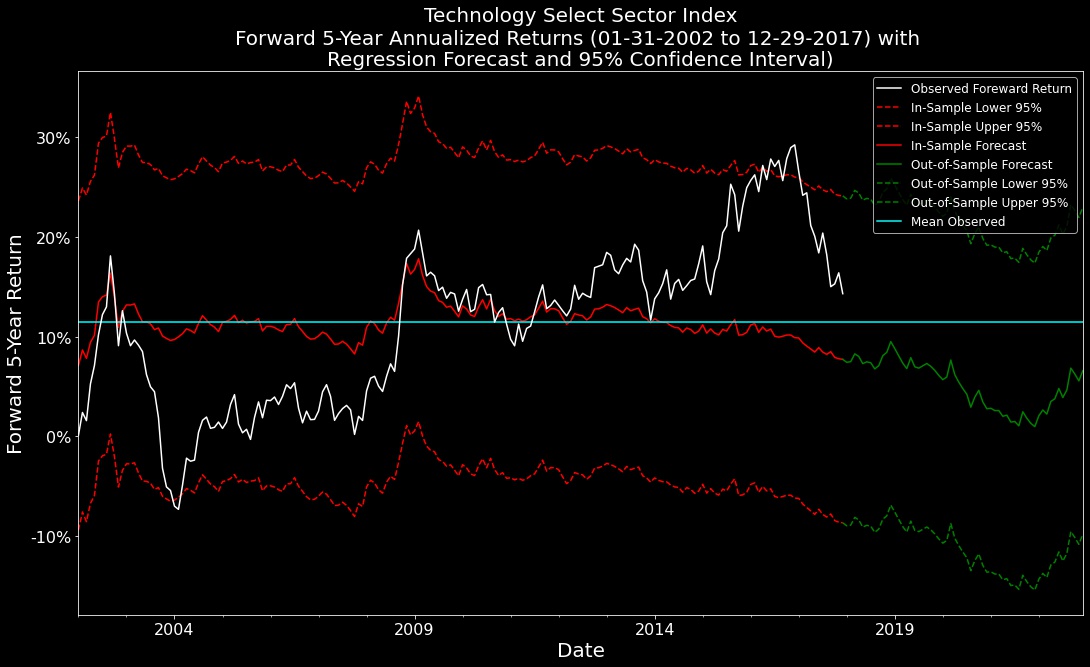 Technology Select Sector Index
Forward 5-Year Annualized Returns (01-31-2002 to 12-29-2017) with
Regression Forecast and 95% Confidence Interval)
Observed Foreward Return
In-Sample Lower 95%
In-Sample Upper 95%
In-Sample Forecast
Out-of-Sample Forecast
Out-of-Sample Lower 95%
Out-of-Sample Upper 95%
Mean Observed
Forward 5-Year Return
30%
20%
10%
0%
-10%
2004
2009
2014
2019
Date